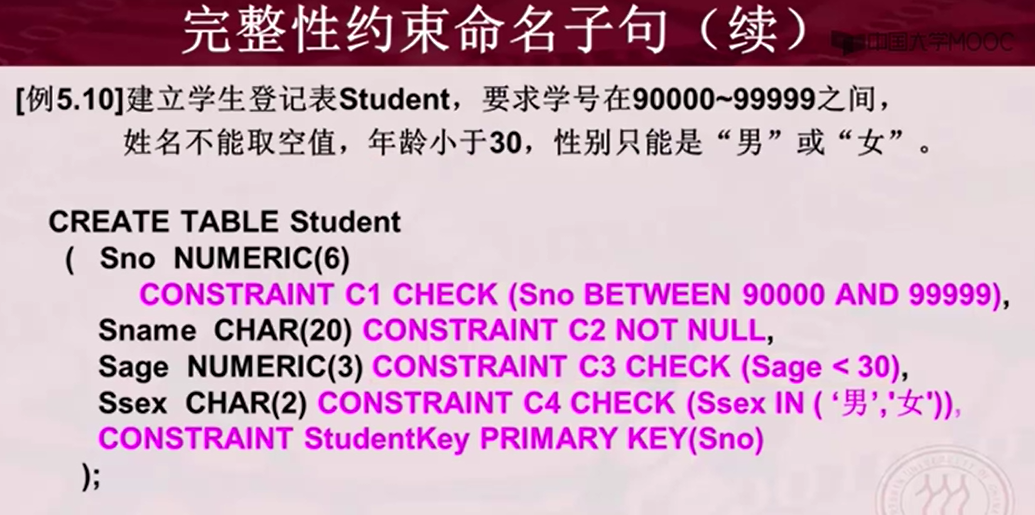 完整性约束命名子句（续）
中国大学MOOC
[例5.10]建立学生登记表Student，要求学号在90000~99999之间，
姓名不能取空值，年龄小于30，性别只能是“男”或“女”。
CREATE TABLE Student
( Sno NUMERIC(6)
CONSTRAINT C1 CHECK (Sno BETWEEN 90000 AND 99999),
Sname CHAR(20) CONSTRAINT C2 NOT NULL,
Sage NUMERIC(3) CONSTRAINT C3 CHECK (Sage < 30),
Ssex CHAR(2) CONSTRAINT C4 CHECK (Ssex IN ( ‘男’,'女')),
CONSTRAINT StudentKey PRIMARY KEY(Sno)
);